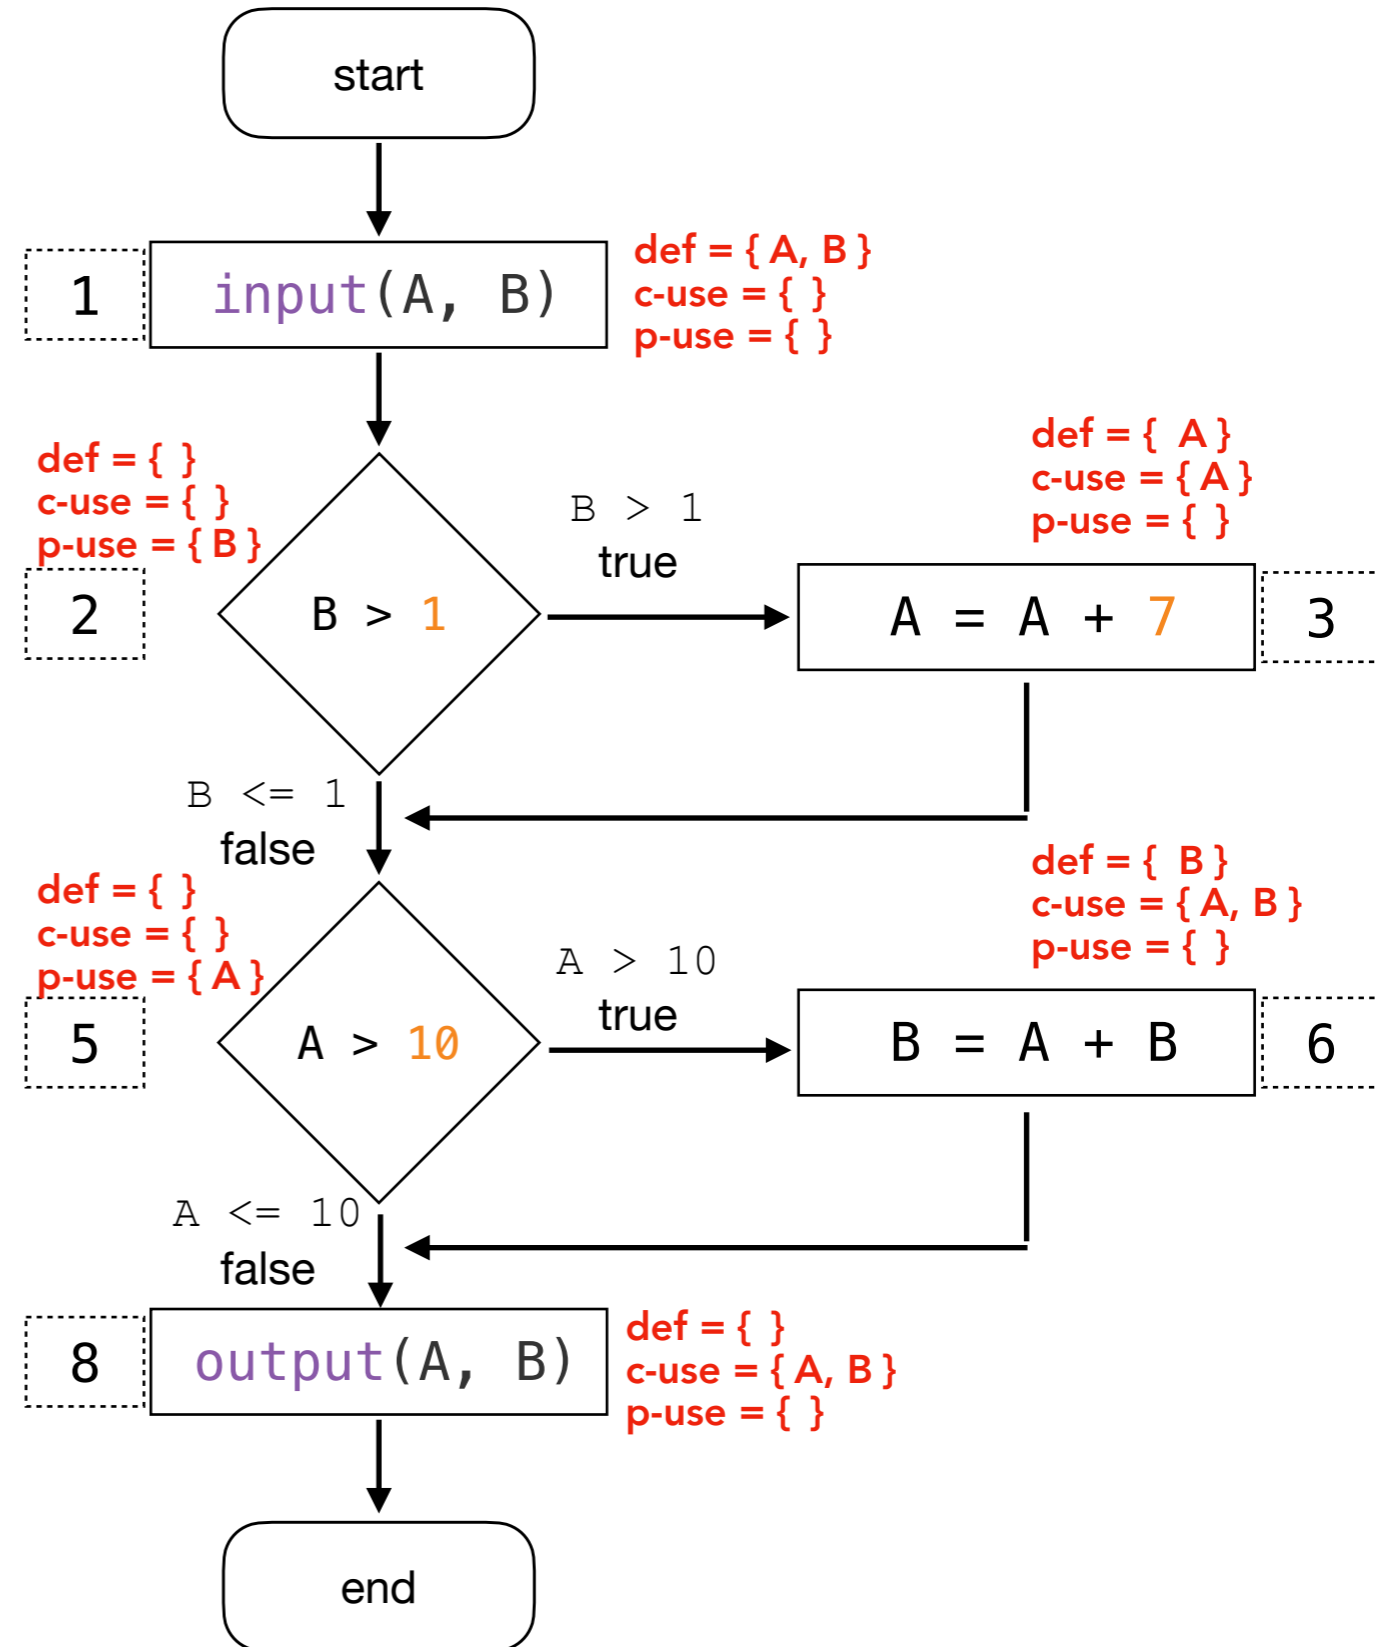 start
1
input(A, B)
def = { A, B }
c-use = { }
p-use = { }
def = { }
c-use = { }
p-use = { B }
2
B > 1
B > 1
true
def = { A }
c-use = { A }
p-use = { }
A = A + 7
3
B <= 1
false
def = { }
c-use = { }
p-use = { A }
5
A > 10
A > 10
true
def = { B }
c-use = { A, B }
p-use = { }
B = A + B
6
A <= 10
false
8
output(A, B)
def = { }
c-use = { A, B }
p-use = { }
end